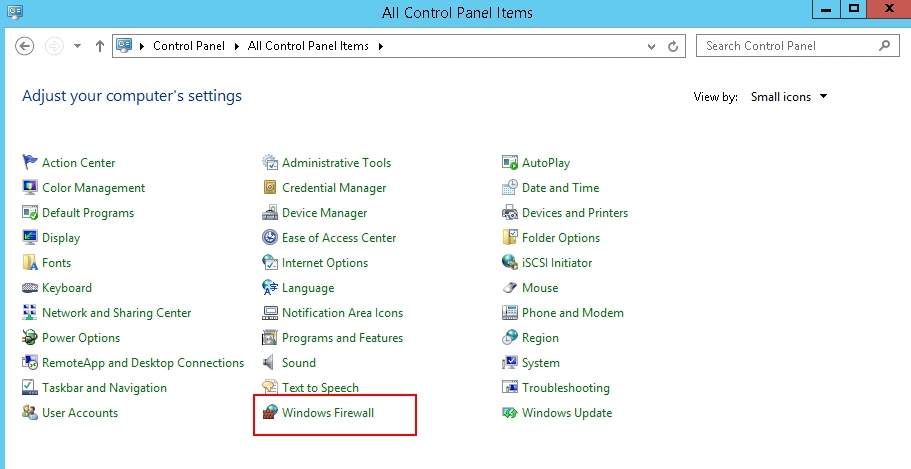 All Control Panel Items
Control Panel All Control Panel Items Search Control Panel
Adjust your computer's settings View by: Small icons
Action Center Administrative Tools AutoPlay
Color Management Credential Manager Date and Time
Default Programs Device Manager Devices and Printers
Display Ease of Access Center Folder Options
Fonts Internet Options iSCSI Initiator
Keyboard Language Mouse
Network and Sharing Center Notification Area Icons Phone and Modem
Power Options Programs and Features Region
RemoteApp and Desktop Connections Sound System
Taskbar and Navigation Text to Speech Troubleshooting
User Accounts Windows Firewall Windows Update